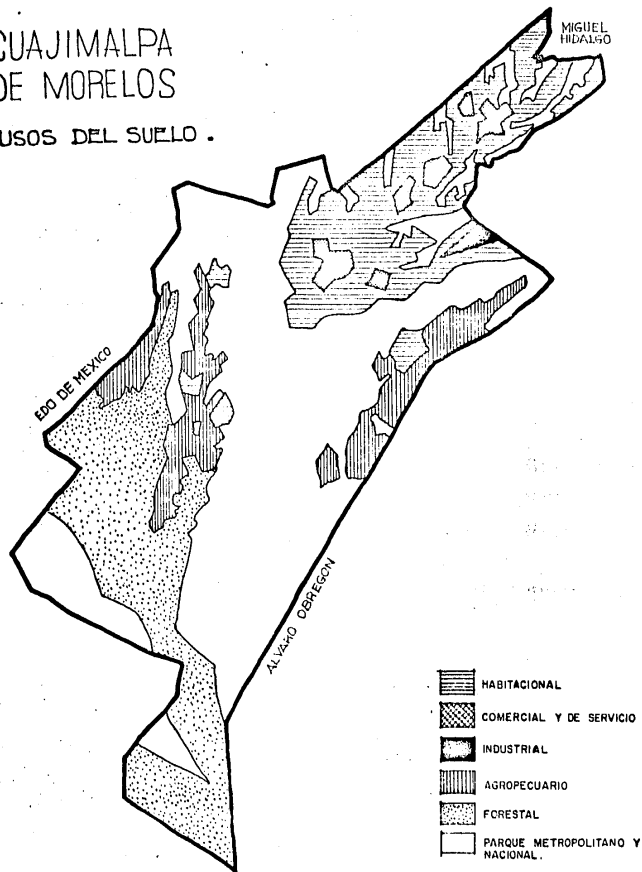 CUAJIMALPA
DE MORELOS
USOS DEL SUELO .
MIGUEL
HIDALGO
EDO DE MEXICO
ALVARO OBREGON
HABITACIONAL
COMERCIAL Y DE SERVICIO
INDUSTRIAL
AGROPECUARIO
FORESTAL
PARQUE METROPOLITANO Y
NACIONAL.